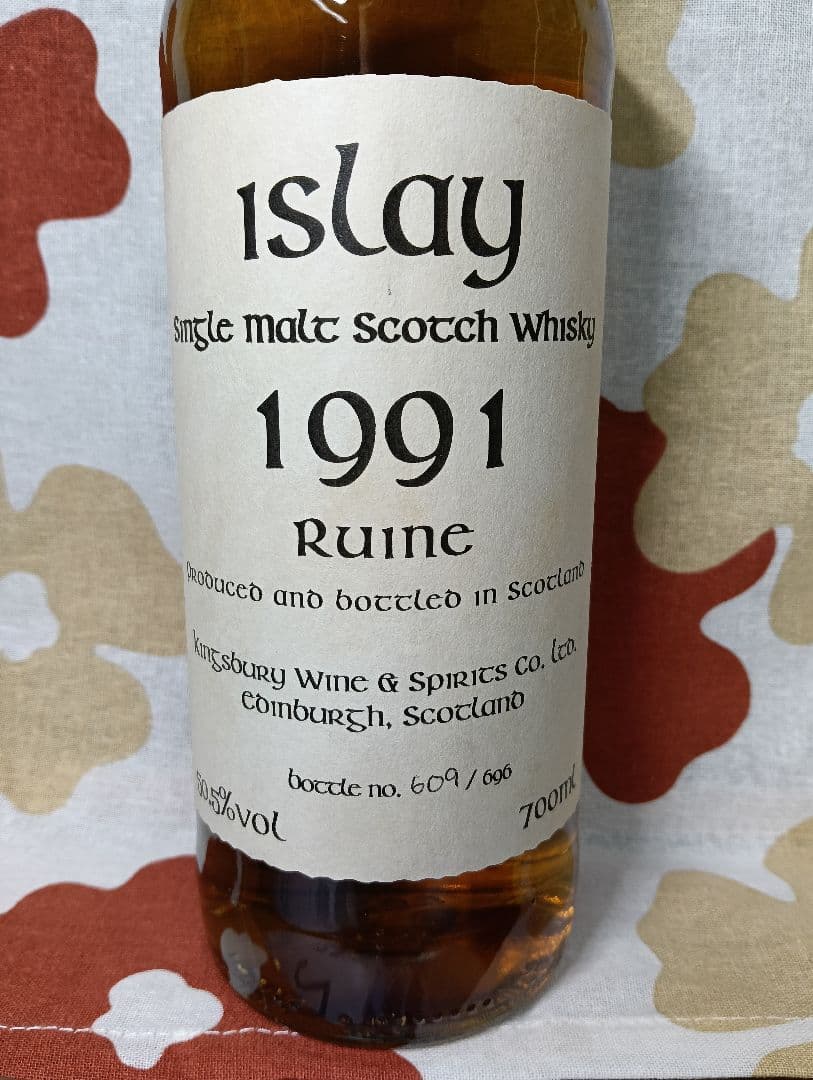 Islay
Single Malt Scotch Whisky
1991
Ruine
Produced and bottled in Scotland
Kingsbury Wine & Spirits Co. Ltd.
Edinburgh, Scotland
bottle no. 609 / 696
50.5%vol
700ml